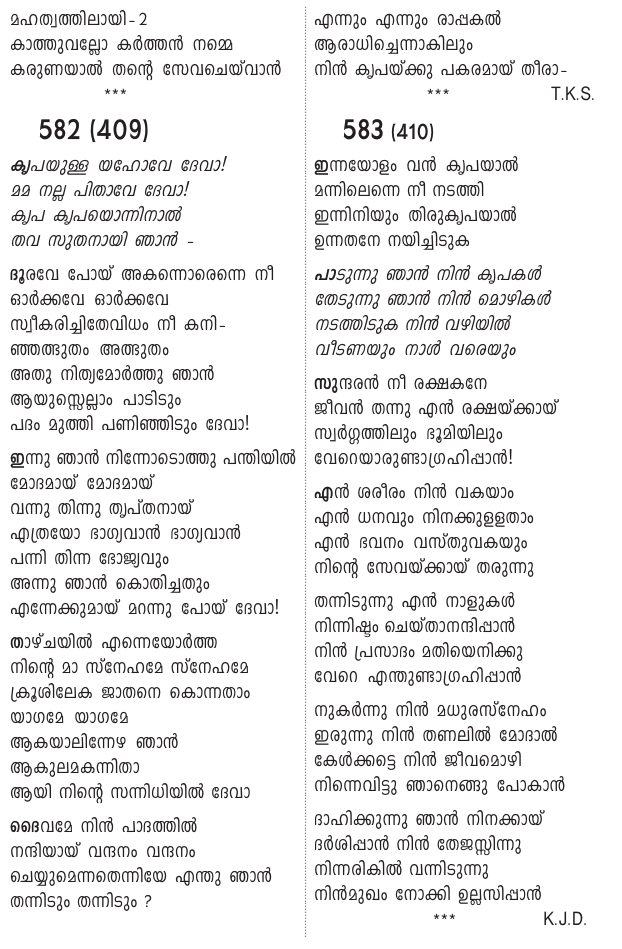 മഹത്വത്തിലായി-2
കാത്തുവല്ലോ കർത്തൻ നമ്മെ
കരുണയാൽ തന്റെ സേവചെയ്‌വാൻ
***
582 (409)
കൃപയുള്ള യഹോവേ ദേവാ!
മമ നല്ല പിതാവേ ദേവാ!
കൃപ കൃപയൊന്നിനാൽ
തവ സുതനായി ഞാൻ -
ദൂരവേ പോയ് അകന്നൊരെന്നെ നീ
ഓർക്കവേ ഓർക്കവേ
സ്വീകരിച്ചിതേവിധം നീ കനി-
ഞ്ഞത്ഭുതം അത്ഭുതം
അതു നിത്യമോർത്തു ഞാൻ
ആയുസ്സെല്ലാം പാടിടും
പദം മുത്തി പണിഞ്ഞിടും ദേവാ!
ഇന്നു ഞാൻ നിന്നോടൊത്തു പന്തിയിൽ
മോദമായ് മോദമായ്
വന്നു തിന്നു തൃപ്തനായ്
എത്രയോ ഭാഗ്യവാൻ ഭാഗ്യവാൻ
പന്നി തിന്ന ഭോജ്യവും
അന്നു ഞാൻ കൊതിച്ചതും
എന്നേക്കുമായ് മറന്നു പോയ് ദേവാ!
താഴ്ചയിൽ എന്നെയോർത്ത
നിന്റെ മാ സ്നേഹമേ സ്നേഹമേ
ക്രൂശിലേക ജാതനെ കൊന്നതാം
യാഗമേ യാഗമേ
ആകയാലിന്നേഴ ഞാൻ
ആകുലമകന്നിതാ
ആയി നിന്റെ സന്നിധിയിൽ ദേവാ
ദൈവമേ നിൻ പാദത്തിൽ
നന്ദിയായ് വന്ദനം വന്ദനം
ചെയ്യുമെന്നതെന്നിയേ എന്തു ഞാൻ
തന്നിടും തന്നിടും ?
എന്നും എന്നും രാപ്പകൽ
ആരാധിച്ചെന്നാകിലും
നിൻ കൃപയ്ക്കു പകരമായ് തീരാ-
*** T.K.S.
583 (410)
ഇന്നയോളം വൻ കൃപയാൽ
മന്നിലെന്നെ നീ നടത്തി
ഇന്നിനിയും തിരുകൃപയാൽ
ഉന്നതനേ നയിച്ചിടുക
പാടുന്നു ഞാൻ നിൻ കൃപകൾ
തേടുന്നു ഞാൻ നിൻ മൊഴികൾ
നടത്തിടുക നിൻ വഴിയിൽ
വീടണയും നാൾ വരെയും
സുന്ദരൻ നീ രക്ഷകനേ
ജീവൻ തന്നു എൻ രക്ഷയ്ക്കായ്
സ്വർഗ്ഗത്തിലും ഭൂമിയിലും
വേറെയാരുണ്ടാഗ്രഹിപ്പാൻ!
എൻ ശരീരം നിൻ വകയാം
എൻ ധനവും നിനക്കുളളതാം
എൻ ഭവനം വസ്തുവകയും
നിന്റെ സേവയ്ക്കായ് തരുന്നു
തന്നിടുന്നു എൻ നാളുകൾ
നിന്നിഷ്ടം ചെയ്താനന്ദിപ്പാൻ
നിൻ പ്രസാദം മതിയെനിക്കു
വേറെ എന്തുണ്ടാഗ്രഹിപ്പാൻ
നുകർന്നു നിൻ മധുരസ്നേഹം
ഇരുന്നു നിൻ തണലിൽ മോദാൽ
കേൾക്കട്ടെ നിൻ ജീവമൊഴി
നിന്നെവിട്ടു ഞാനെങ്ങു പോകാൻ
ദാഹിക്കുന്നു ഞാൻ നിനക്കായ്
ദർശിപ്പാൻ നിൻ തേജസ്സിന്നു
നിന്നരികിൽ വന്നിടുന്നു
നിൻമുഖം നോക്കി ഉല്ലസിപ്പാൻ
*** K.J.D.